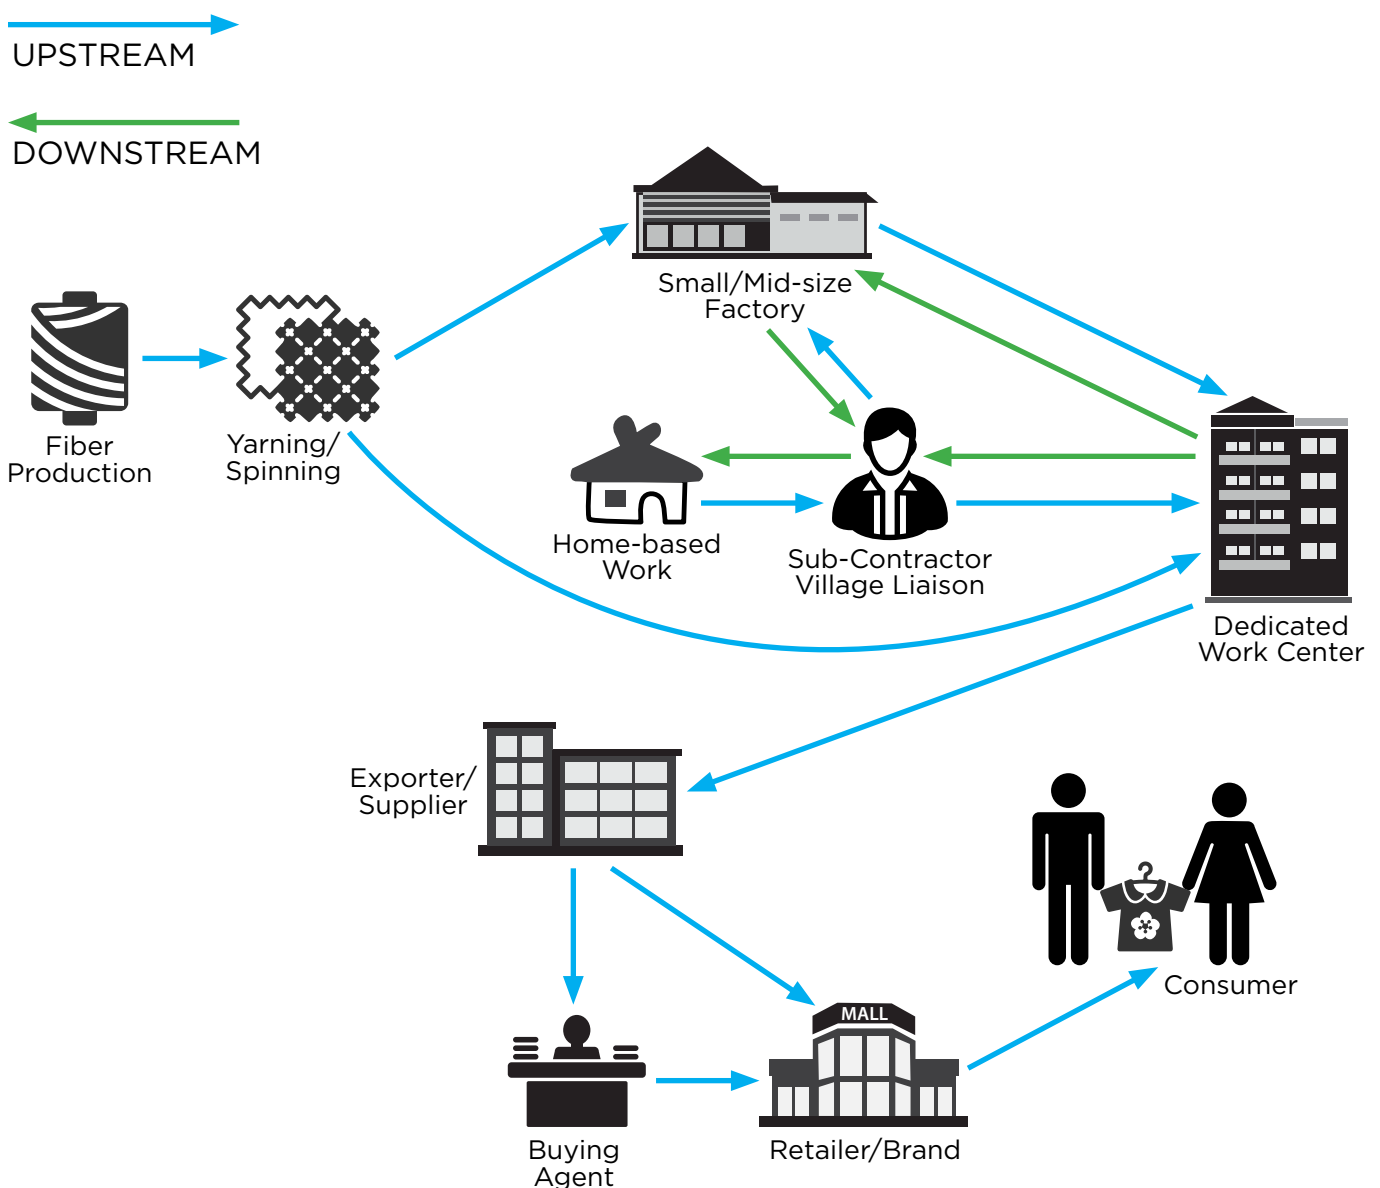 UPSTREAM
DOWNSTREAM
Small/Mid-size
Factory
Fiber
Production
Yarning/
Spinning
Home-based
Work
Sub-Contractor
Village Liaison
Dedicated
Work Center
Exporter/
Supplier
Consumer
MALL
Buying
Agent
Retailer/Brand